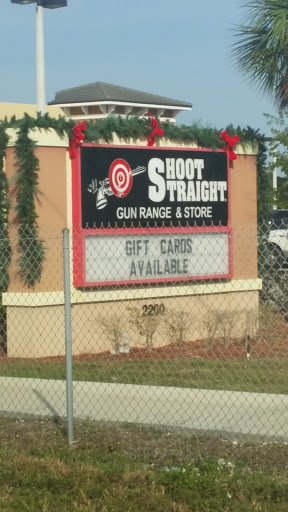 SHOOT
STRAIGHT
GUN RANGE & STORE
GIFT CARDS
AVAILABLE
2200